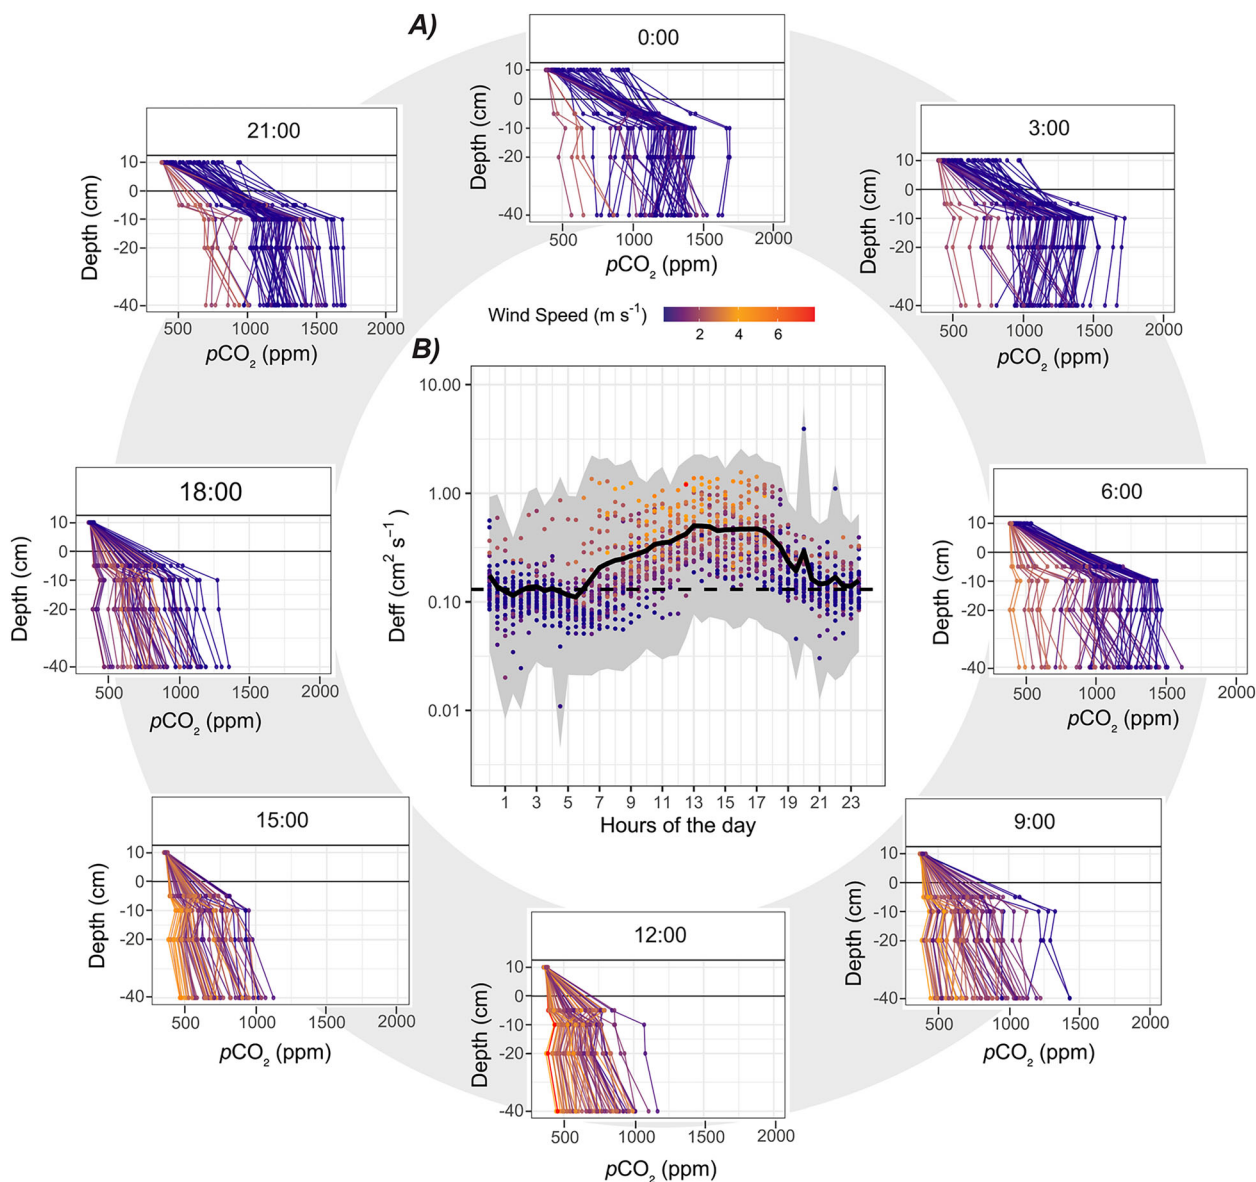 A)
0:00
10
0
-10
-20
-40
Depth (cm)
500 1000 1500 2000
pCO₂ (ppm)
21:00
10
0
-10
-20
-40
Depth (cm)
500 1000 1500 2000
pCO₂ (ppm)
3:00
10
0
-10
-20
-40
Depth (cm)
500 1000 1500 2000
pCO₂ (ppm)
Wind Speed (m s⁻¹)
2 4 6
B)
10.00
1.00
0.10
0.01
Deff (cm² s⁻¹)
1 3 5 7 9 11 13 15 17 19 21 23
Hours of the day
18:00
10
0
-10
-20
-40
Depth (cm)
500 1000 1500 2000
pCO₂ (ppm)
6:00
10
0
-10
-20
-40
Depth (cm)
500 1000 1500 2000
pCO₂ (ppm)
15:00
10
0
-10
-20
-40
Depth (cm)
500 1000 1500 2000
pCO₂ (ppm)
9:00
10
0
-10
-20
-40
Depth (cm)
500 1000 1500 2000
pCO₂ (ppm)
12:00
10
0
-10
-20
-40
Depth (cm)
500 1000 1500 2000
pCO₂ (ppm)